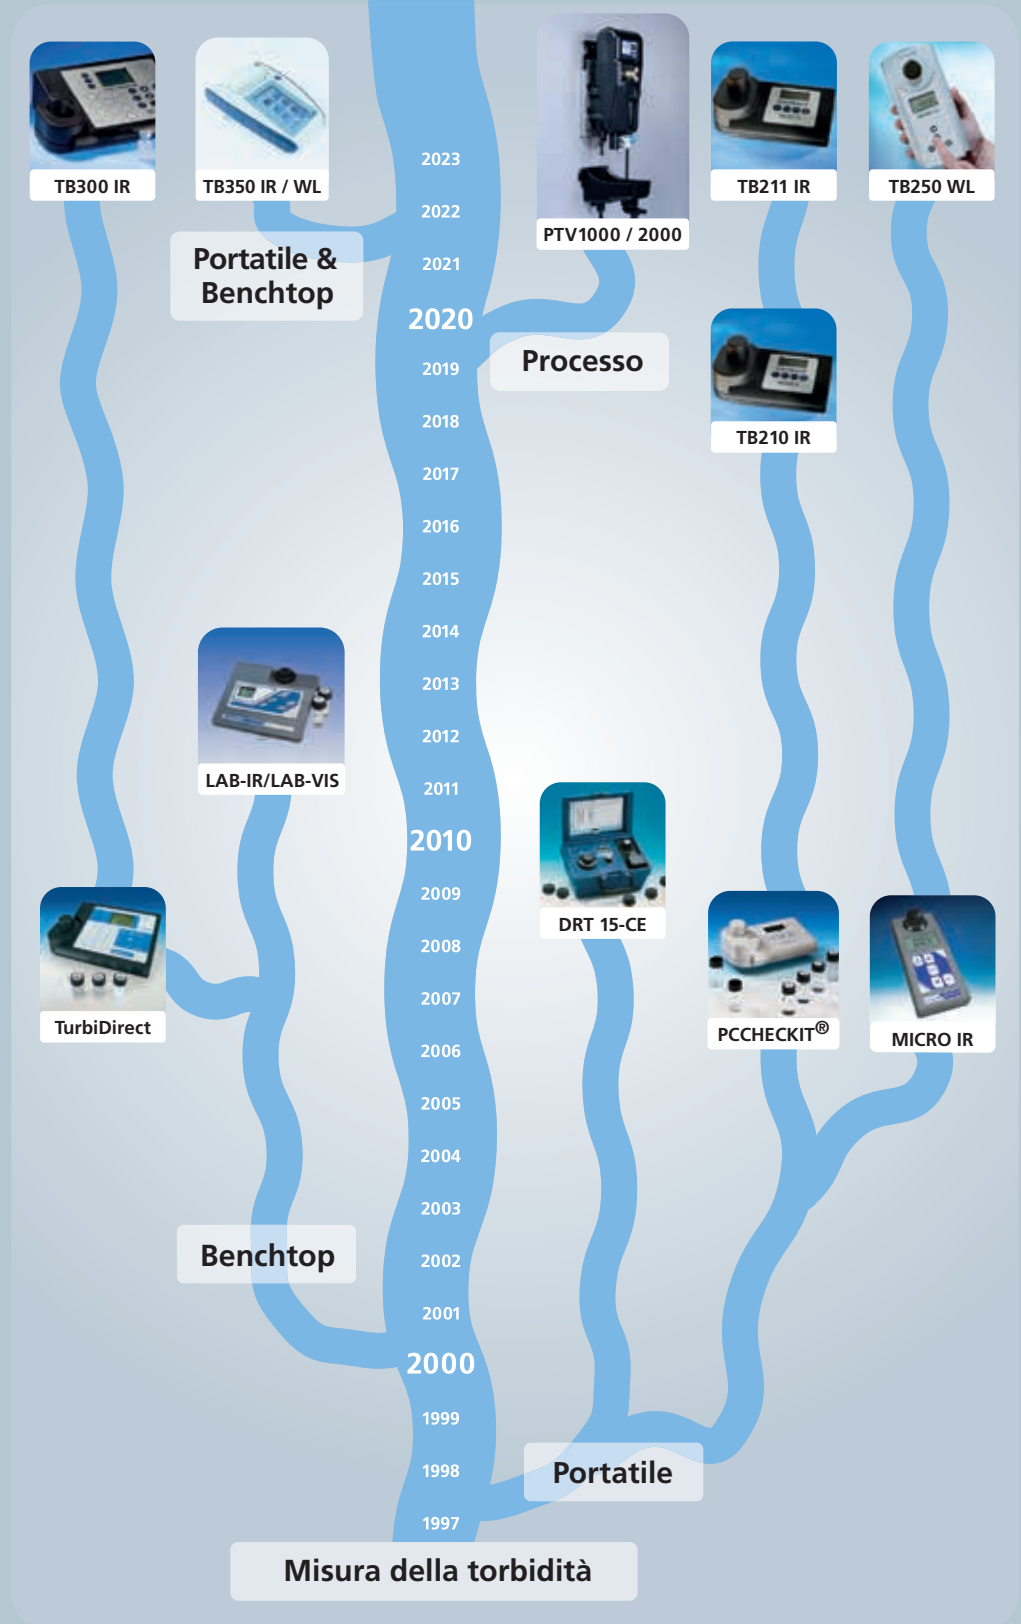 TB300 IR
TB350 IR / WL
PTV1000 / 2000
TB211 IR
TB250 WL
2023
2022
2021
2020
2019
2018
2017
2016
2015
2014
2013
2012
2011
2010
2009
2008
2007
2006
2005
2004
2003
2002
2001
2000
1999
1998
1997
Portatile &
Benchtop
Processo
TB210 IR
LAB-IR/LAB-VIS
DRT 15-CE
TurbiDirect
PCCHECKIT®
MICRO IR
Benchtop
Portatile
Misura della torbidità